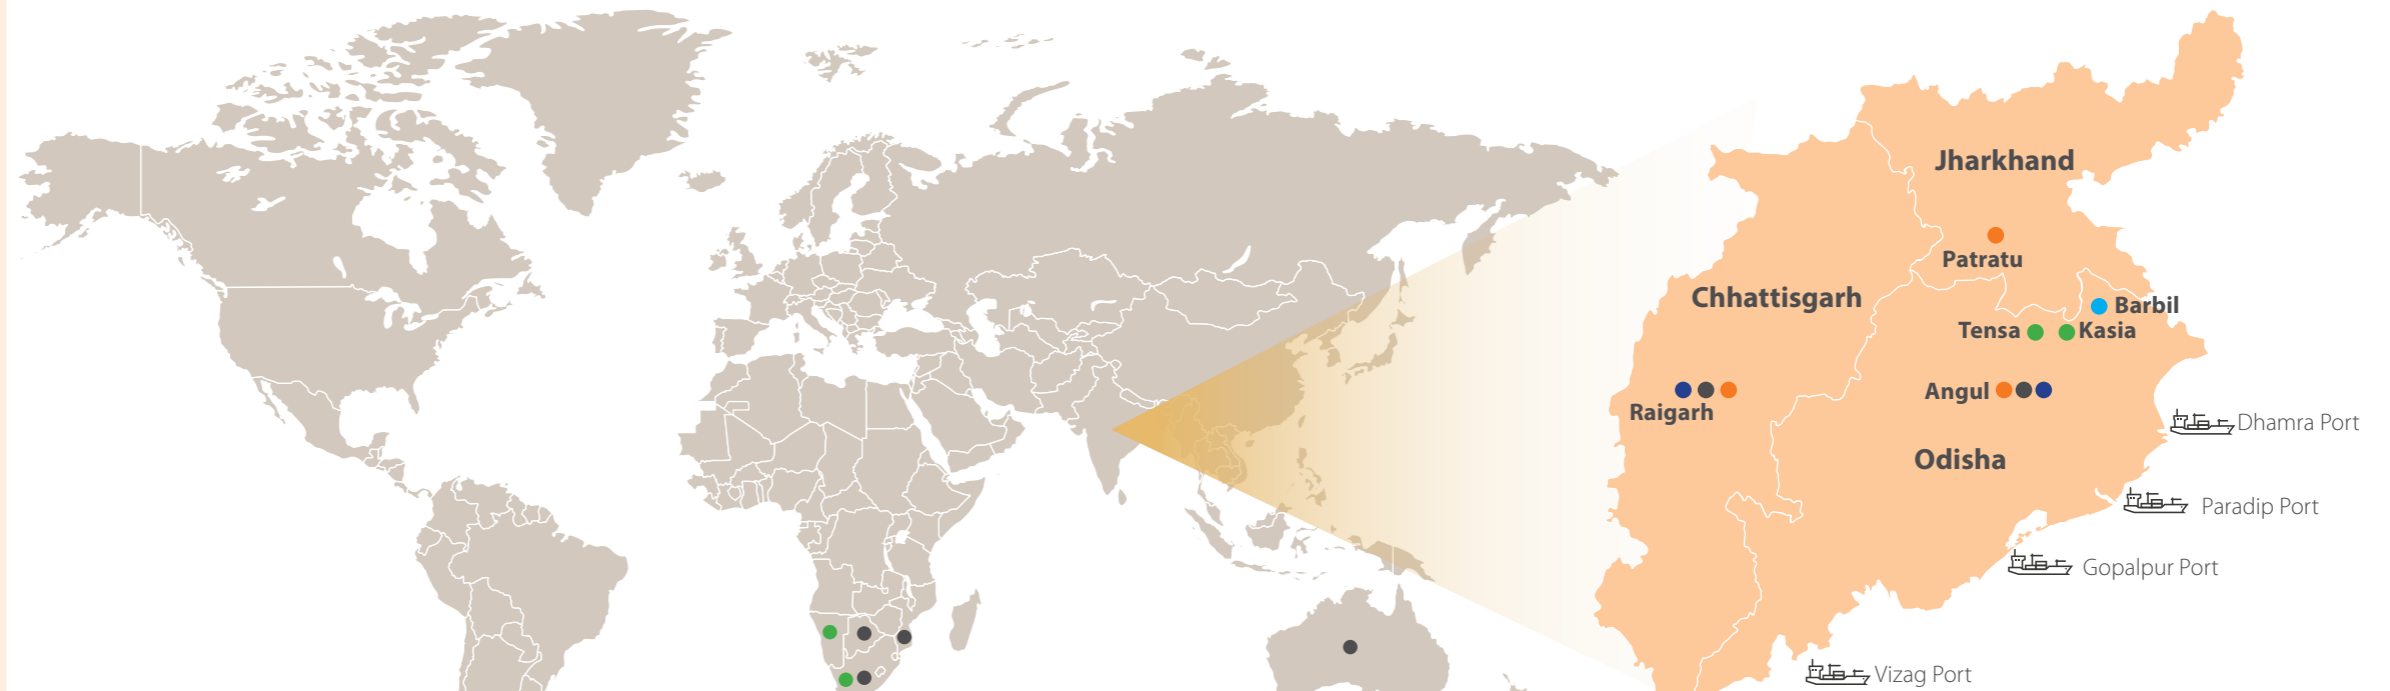 Jharkhand
Patratu
Chhattisgarh
Barbil
Tensa
Kasia
Angul
Raigarh
Dhamra Port
Odisha
Paradip Port
Gopalpur Port
Vizag Port